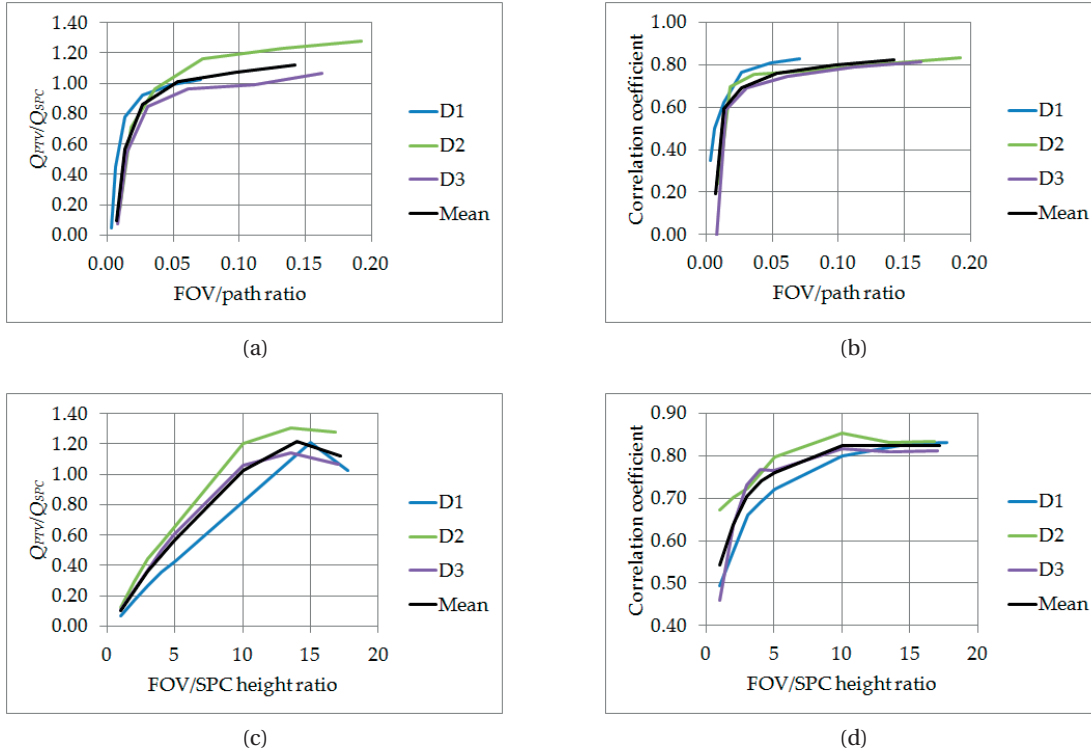 1.40
1.20
1.00
0.80
0.60
0.40
0.20
0.00
QPTV/QSPC
0.00 0.05 0.10 0.15 0.20
FOV/path ratio
D1
D2
D3
Mean
(a)
1.00
0.80
0.60
0.40
0.20
0.00
Correlation coefficient
0.00 0.05 0.10 0.15 0.20
FOV/path ratio
D1
D2
D3
Mean
(b)
1.40
1.20
1.00
0.80
0.60
0.40
0.20
0.00
QPTV/QSPC
0 5 10 15 20
FOV/SPC height ratio
D1
D2
D3
Mean
(c)
0.90
0.80
0.70
0.60
0.50
0.40
Correlation coefficient
0 5 10 15 20
FOV/SPC height ratio
D1
D2
D3
Mean
(d)